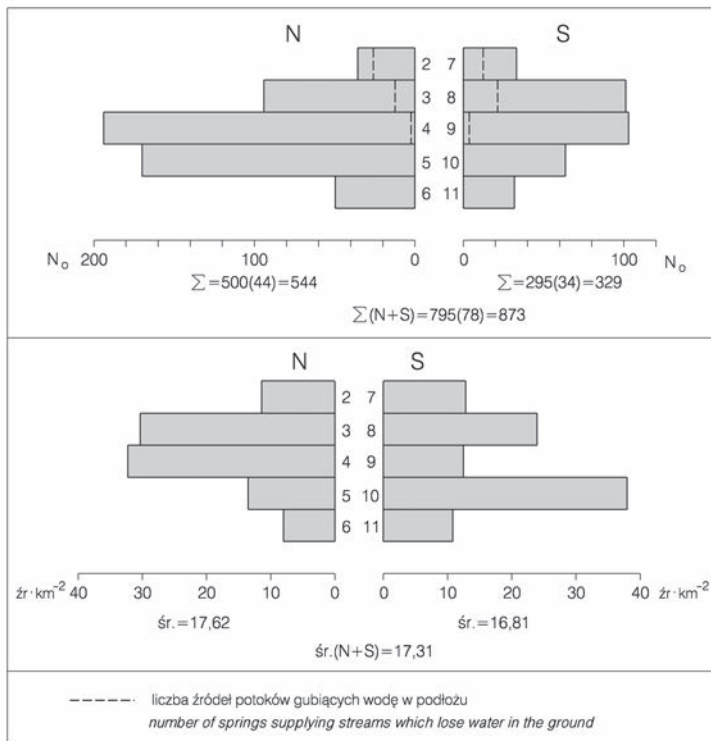 N S
2 7
3 8
4 9
5 10
6 11
N₀ 200 100 0 0 100 N₀
∑=500(44)=544 ∑=295(34)=329
∑(N+S)=795(78)=873
N S
2 7
3 8
4 9
5 10
6 11
źr·km⁻² 40 30 20 10 0 0 10 20 30 40 źr·km⁻²
śr.=17,62 śr.=16,81
śr.(N+S)=17,31
liczba źródeł potoków gubiących wodę w podłożu
number of springs supplying streams which lose water in the ground